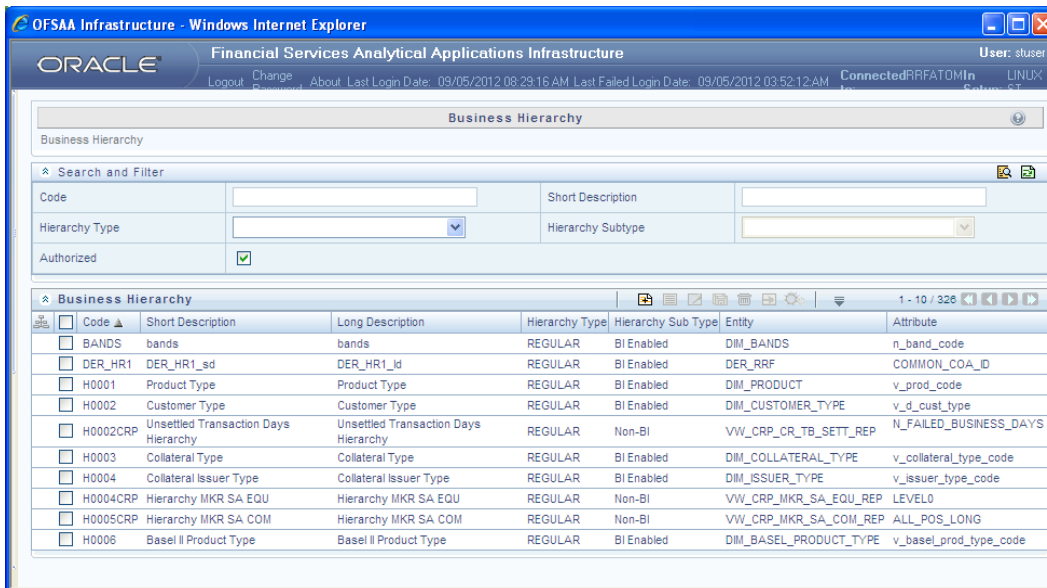 OFSAA Infrastructure - Windows Internet Explorer
ORACLE
Financial Services Analytical Applications Infrastructure
User: stuser
Logout Change About Last Login Date: 09/05/2012 08:29:16 AM Last Failed Login Date: 09/05/2012 03:52:12:AM ConnectedRRFATOMIn LINUX
Business Hierarchy
Business Hierarchy
Search and Filter
Code Short Description
Hierarchy Type Hierarchy Subtype
Authorized
Business Hierarchy 1 - 10 / 326
Code Short Description Long Description Hierarchy Type Hierarchy Sub Type Entity Attribute
BANDS bands bands REGULAR BI Enabled DIM_BANDS n_band_code
DER_HR1 DER_HR1_sd DER_HR1_ld REGULAR BI Enabled DER_RRF COMMON_COA_ID
H0001 Product Type Product Type REGULAR BI Enabled DIM_PRODUCT v_prod_code
H0002 Customer Type Customer Type REGULAR BI Enabled DIM_CUSTOMER_TYPE v_d_cust_type
H0002CRP Unsettled Transaction Days Hierarchy Unsettled Transaction Days Hierarchy REGULAR Non-BI VW_CRP_CR_TB_SETT_REP N_FAILED_BUSINESS_DAYS
H0003 Collateral Type Collateral Type REGULAR BI Enabled DIM_COLLATERAL_TYPE v_collateral_type_code
H0004 Collateral Issuer Type Collateral Issuer Type REGULAR BI Enabled DIM_ISSUER_TYPE v_issuer_type_code
H0004CRP Hierarchy MKR SA EQU Hierarchy MKR SA EQU REGULAR Non-BI VW_CRP_MKR_SA_EQU_REP LEVEL0
H0005CRP Hierarchy MKR SA COM Hierarchy MKR SA COM REGULAR Non-BI VW_CRP_MKR_SA_COM_REP ALL_POS_LONG
H0006 Basel II Product Type Basel II Product Type REGULAR BI Enabled DIM_BASEL_PRODUCT_TYPE v_basel_prod_type_code